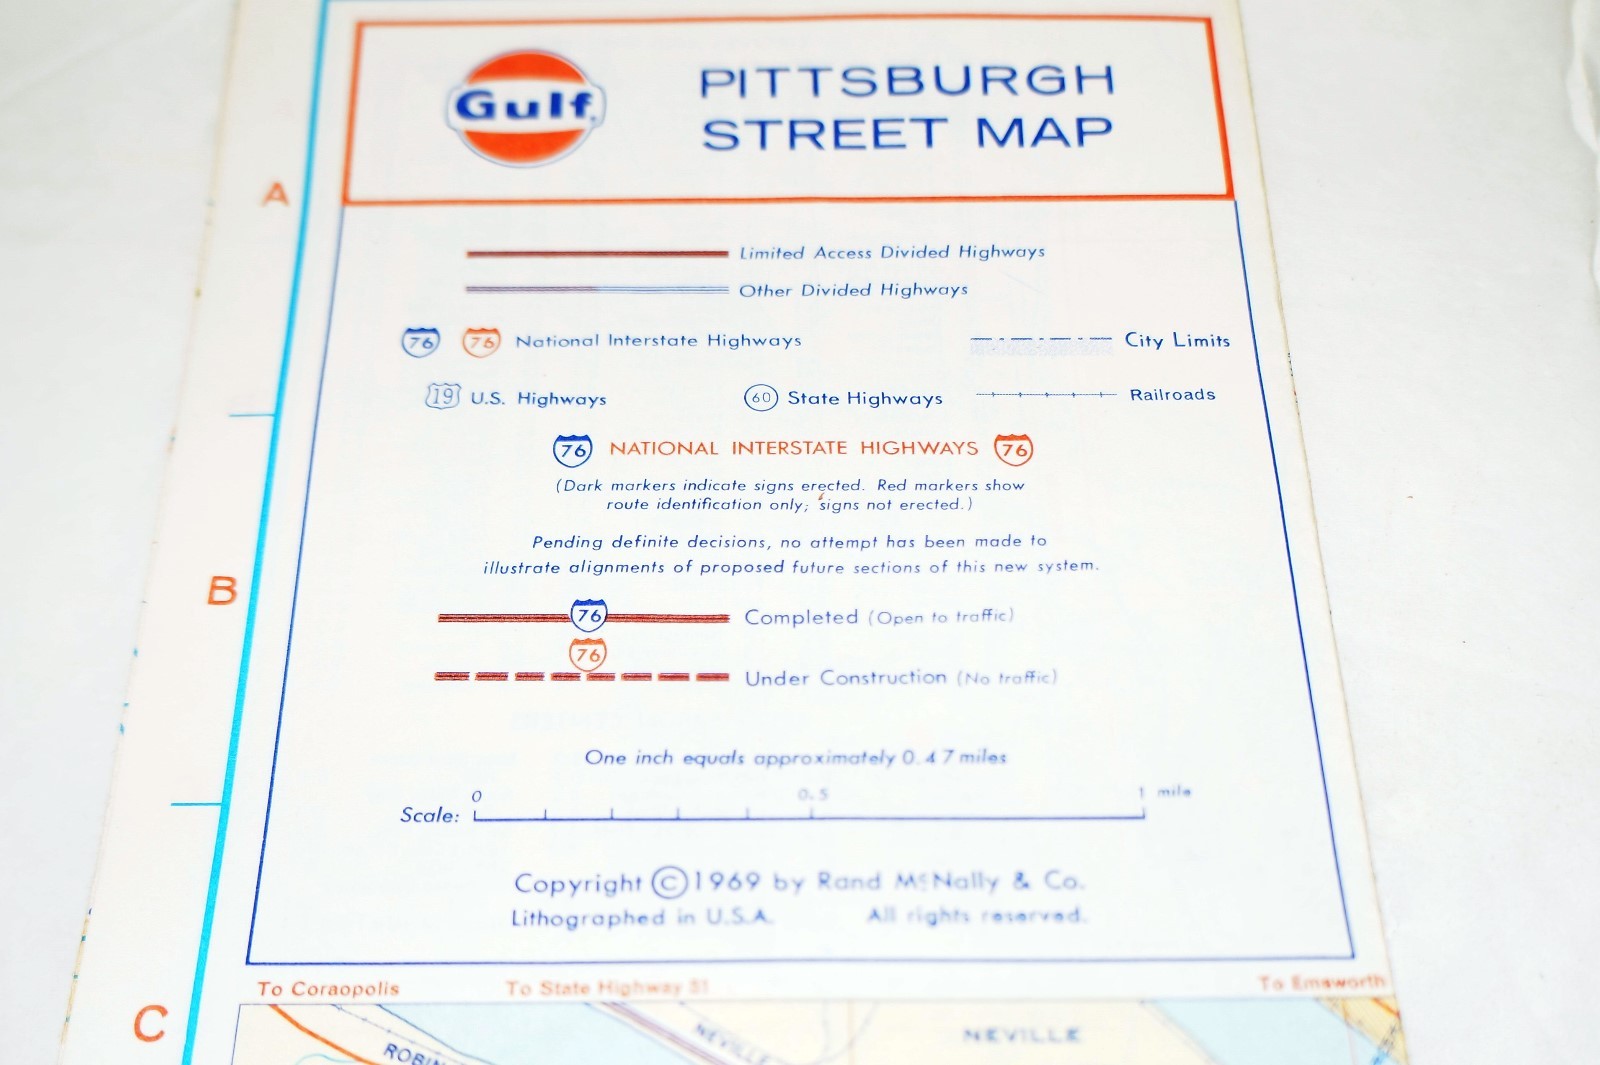 Gulf
PITTSBURGH
STREET MAP
A
Limited Access Divided Highways
Other Divided Highways
76 76 National Interstate Highways City Limits
19 U.S. Highways 60 State Highways Railroads
76 NATIONAL INTERSTATE HIGHWAYS 76
(Dark markers indicate signs erected. Red markers show
route identification only; signs not erected.)
Pending definite decisions, no attempt has been made to
illustrate alignments of proposed future sections of this new system.
B
76 Completed (Open to traffic)
76
Under Construction (No traffic)
One inch equals approximately 0.47 miles
0 0.5 1 mile
Scale:
Copyright © 1969 by Rand McNally & Co.
Lithographed in U.S.A. All rights reserved.
To Coraopolis To State Highway 51 To Emsworth
C
NEVILLE NEVILLE
ROBIN